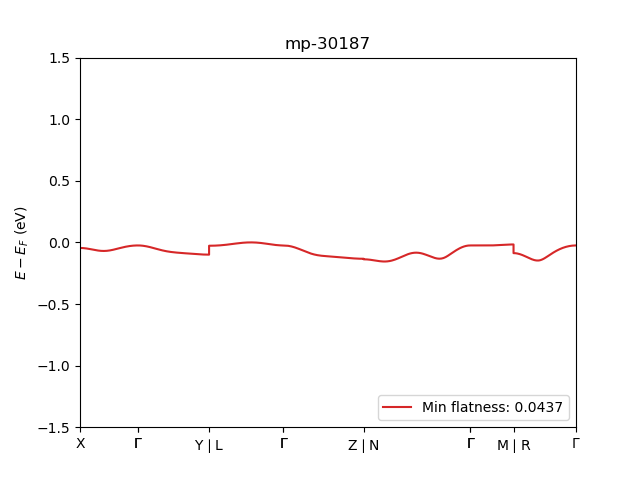 mp-30187
E − E_F (eV)
1.5
1.0
0.5
0.0
−0.5
−1.0
−1.5
Min flatness: 0.0437
X Γ Y | L Γ Z | N Γ M | R Γ